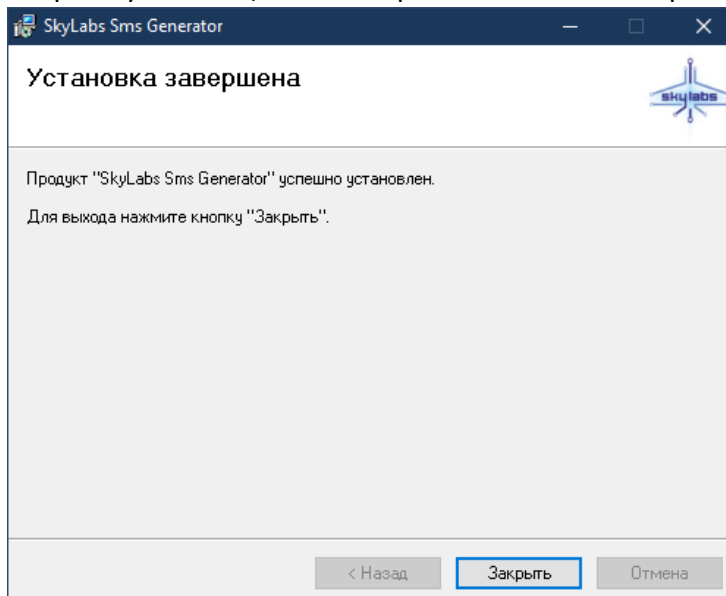 SkyLabs Sms Generator
Установка завершена
skylabs
Продукт "SkyLabs Sms Generator" успешно установлен.
Для выхода нажмите кнопку "Закрыть".
< Назад
Закрыть
Отмена